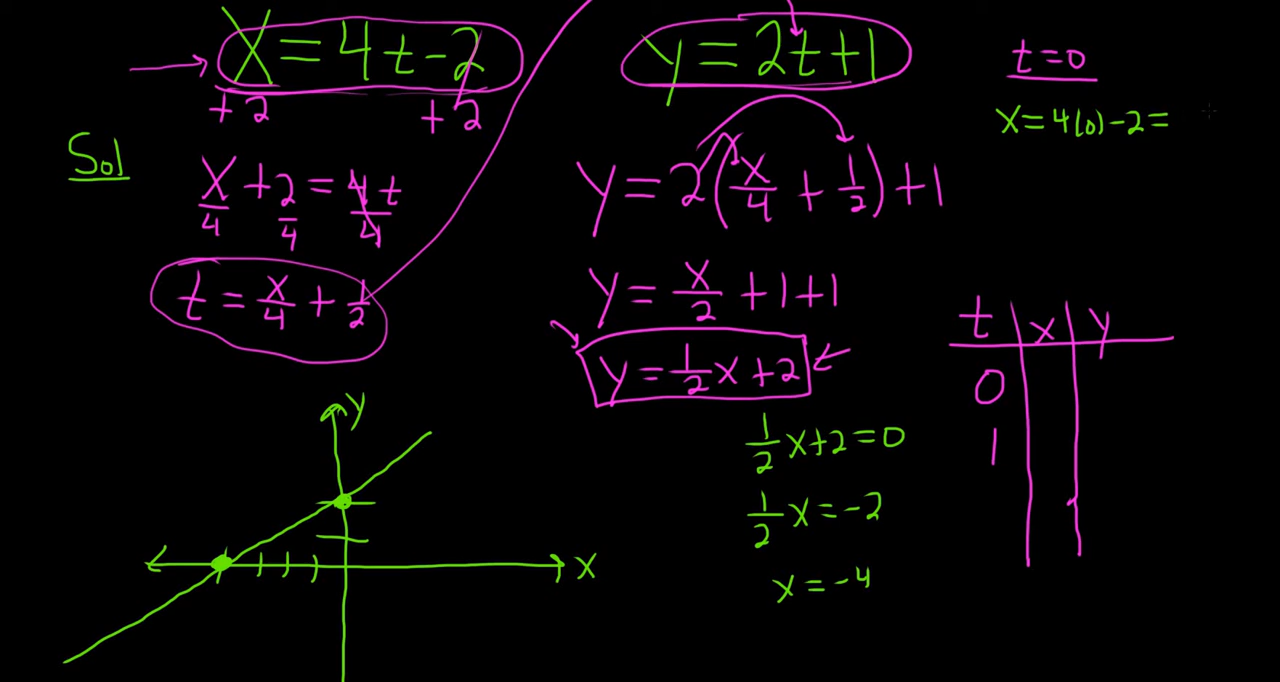 x = 4t - 2
+2 +2
Sol
x/4 + 2/4 = 4t/4
t = x/4 + 1/2
y = 2t + 1
y = 2(x/4 + 1/2) + 1
y = x/2 + 1 + 1
y = 1/2 x + 2
1/2 x + 2 = 0
1/2 x = -2
x = -4
t = 0
x = 4(0) - 2 =
t x y
0
1
y
x